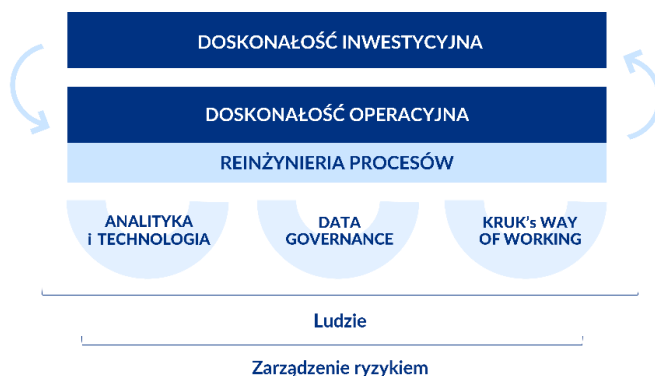 DOSKONAŁOŚĆ INWESTYCYJNA
DOSKONAŁOŚĆ OPERACYJNA
REINŻYNIERIA PROCESÓW
ANALITYKA
i TECHNOLOGIA
DATA
GOVERNANCE
KRUK's WAY
OF WORKING
Ludzie
Zarządzenie ryzykiem